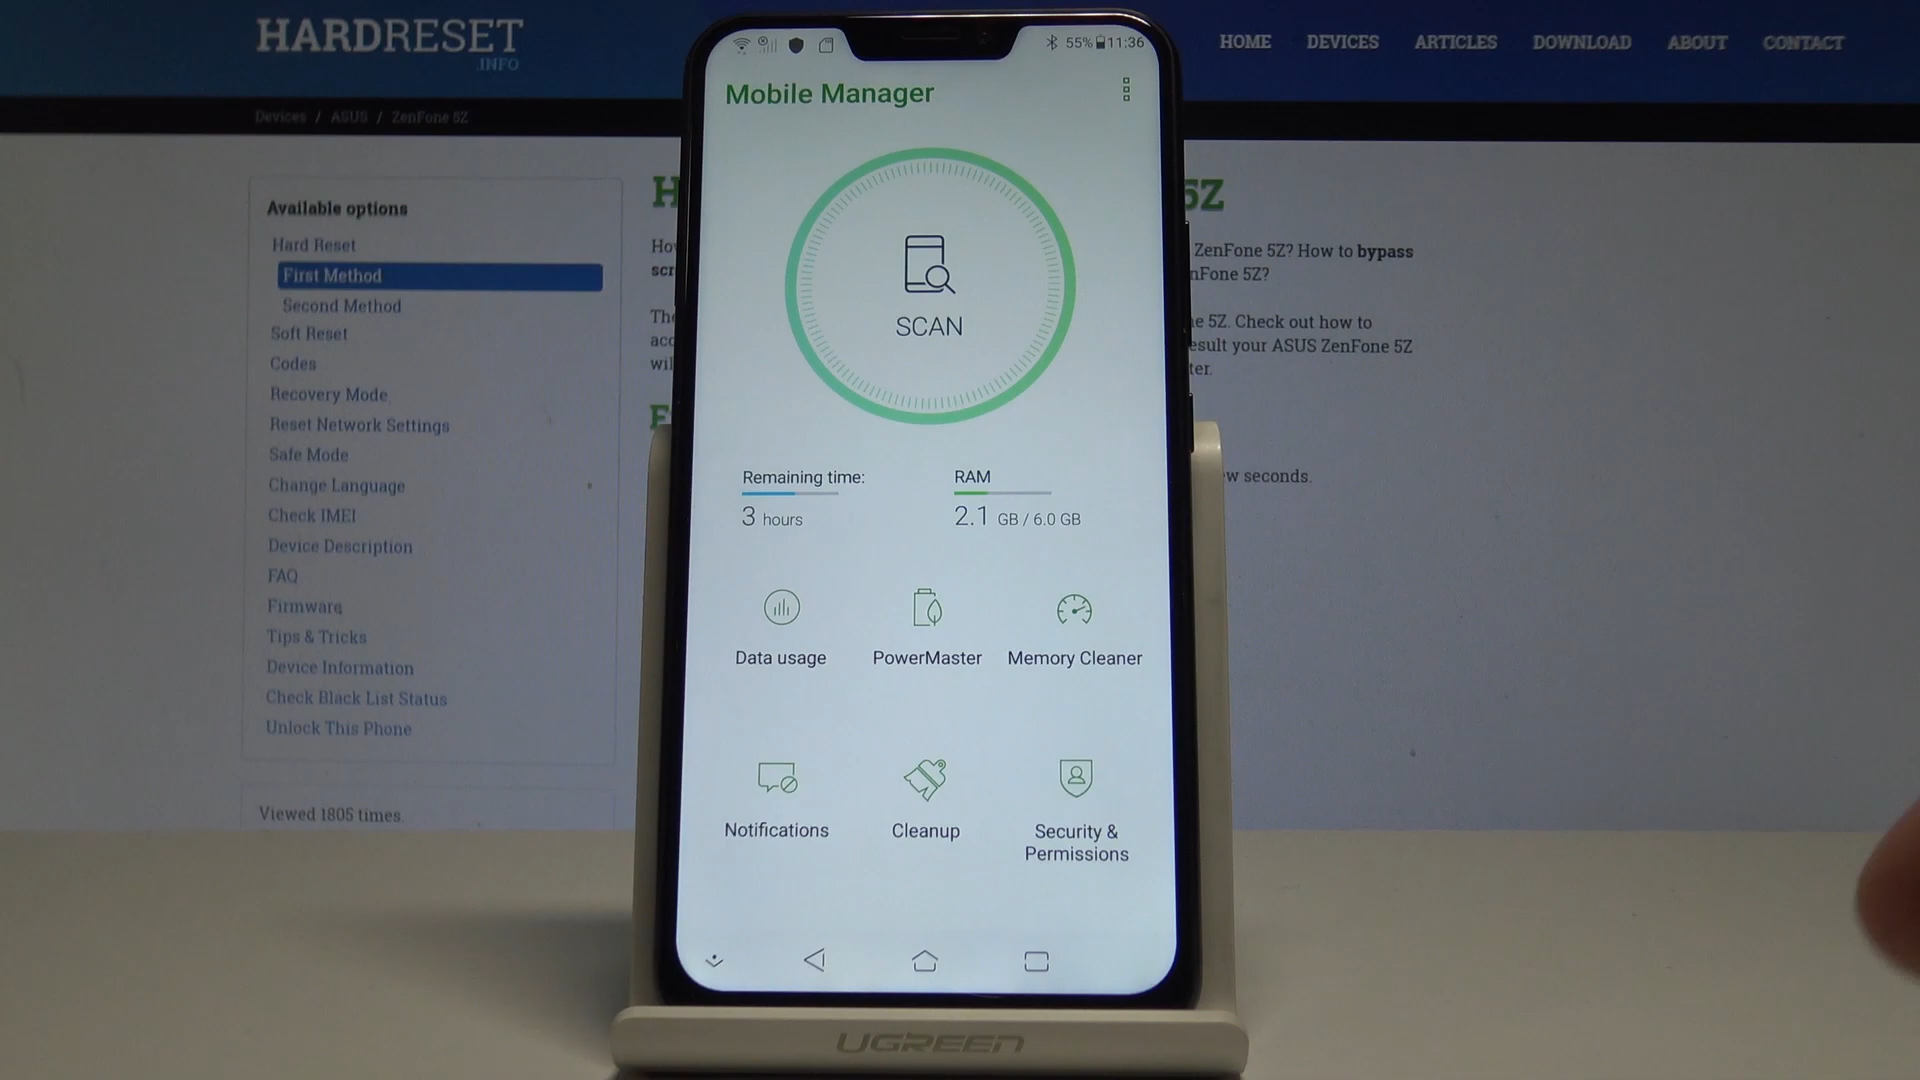 HARDRESET
.INFO
HOME DEVICES ARTICLES DOWNLOAD ABOUT CONTACT
Devices / ASUS / ZenFone 5Z
Available options
Hard Reset
First Method
Second Method
Soft Reset
Codes
Recovery Mode
Reset Network Settings
Safe Mode
Change Language
Check IMEI
Device Description
FAQ
Firmware
Tips & Tricks
Device Information
Check Black List Status
Unlock This Phone
Viewed 1805 times.
5Z
ZenFone 5Z? How to bypass
5Z. Check out how to
your ASUS ZenFone 5Z
seconds.
55% 11:36
Mobile Manager
SCAN
Remaining time:
3 hours
RAM
2.1 GB / 6.0 GB
Data usage
PowerMaster
Memory Cleaner
Notifications
Cleanup
Security &
Permissions
UGREEN